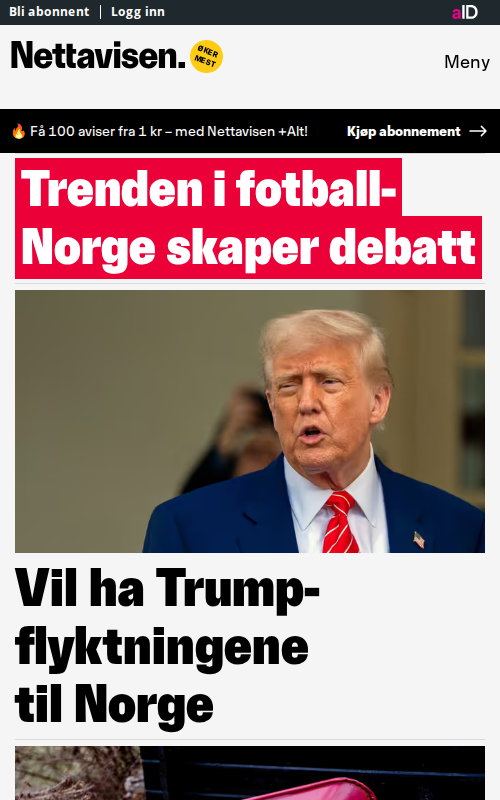 Bli abonnent | Logg inn
aID
Nettavisen.
ØKER
MEST
Meny
🔥 Få 100 aviser fra 1 kr – med Nettavisen +Alt!
Kjøp abonnement →
Trenden i fotball-
Norge skaper debatt
Vil ha Trump-
flyktningene
til Norge